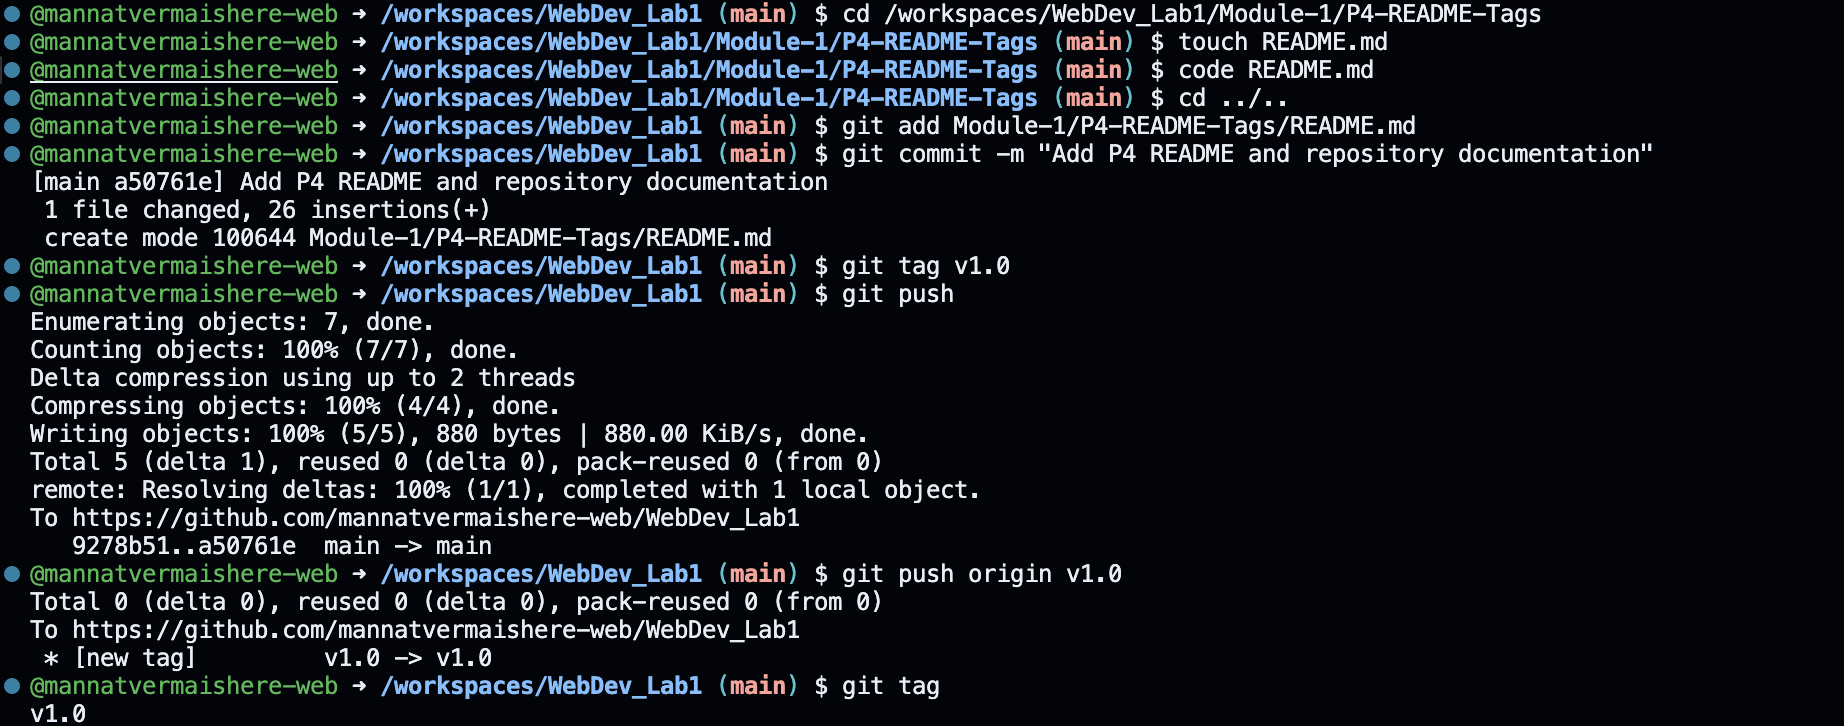 @mannatvermaishere-web ➜ /workspaces/WebDev_Lab1 (main) $ cd /workspaces/WebDev_Lab1/Module-1/P4-README-Tags
@mannatvermaishere-web ➜ /workspaces/WebDev_Lab1/Module-1/P4-README-Tags (main) $ touch README.md
@mannatvermaishere-web ➜ /workspaces/WebDev_Lab1/Module-1/P4-README-Tags (main) $ code README.md
@mannatvermaishere-web ➜ /workspaces/WebDev_Lab1/Module-1/P4-README-Tags (main) $ cd ../..
@mannatvermaishere-web ➜ /workspaces/WebDev_Lab1 (main) $ git add Module-1/P4-README-Tags/README.md
@mannatvermaishere-web ➜ /workspaces/WebDev_Lab1 (main) $ git commit -m "Add P4 README and repository documentation"
[main a50761e] Add P4 README and repository documentation
 1 file changed, 26 insertions(+)
 create mode 100644 Module-1/P4-README-Tags/README.md
@mannatvermaishere-web ➜ /workspaces/WebDev_Lab1 (main) $ git tag v1.0
@mannatvermaishere-web ➜ /workspaces/WebDev_Lab1 (main) $ git push
Enumerating objects: 7, done.
Counting objects: 100% (7/7), done.
Delta compression using up to 2 threads
Compressing objects: 100% (4/4), done.
Writing objects: 100% (5/5), 880 bytes | 880.00 KiB/s, done.
Total 5 (delta 1), reused 0 (delta 0), pack-reused 0 (from 0)
remote: Resolving deltas: 100% (1/1), completed with 1 local object.
To https://github.com/mannatvermaishere-web/WebDev_Lab1
   9278b51..a50761e  main -> main
@mannatvermaishere-web ➜ /workspaces/WebDev_Lab1 (main) $ git push origin v1.0
Total 0 (delta 0), reused 0 (delta 0), pack-reused 0 (from 0)
To https://github.com/mannatvermaishere-web/WebDev_Lab1
 * [new tag]         v1.0 -> v1.0
@mannatvermaishere-web ➜ /workspaces/WebDev_Lab1 (main) $ git tag
v1.0